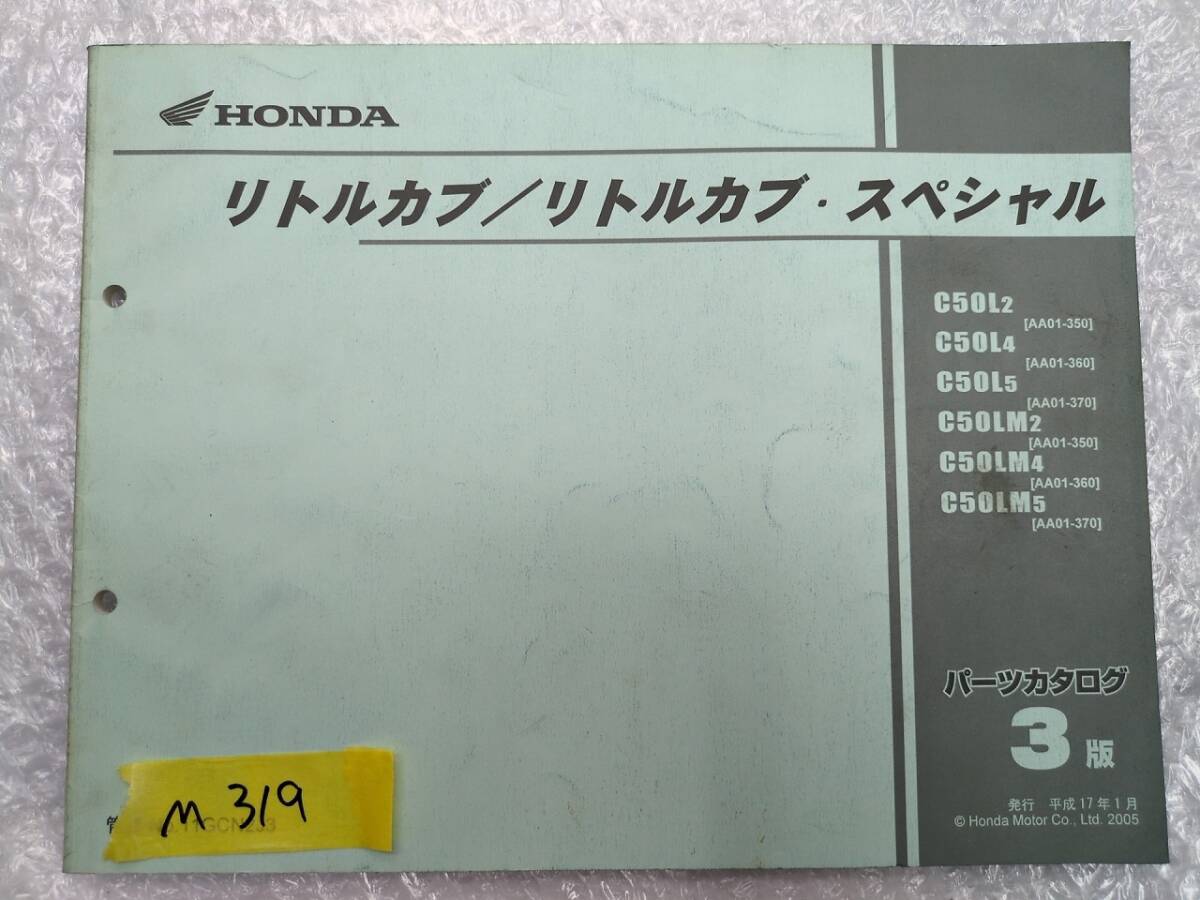 HONDA
リトルカブ／リトルカブ・スペシャル
C50L2
[AA01-350]
C50L4
[AA01-360]
C50L5
[AA01-370]
C50LM2
[AA01-350]
C50LM4
[AA01-360]
C50LM5
[AA01-370]
パーツカタログ
3版
発行 平成17年1月
© Honda Motor Co., Ltd. 2005
M 319